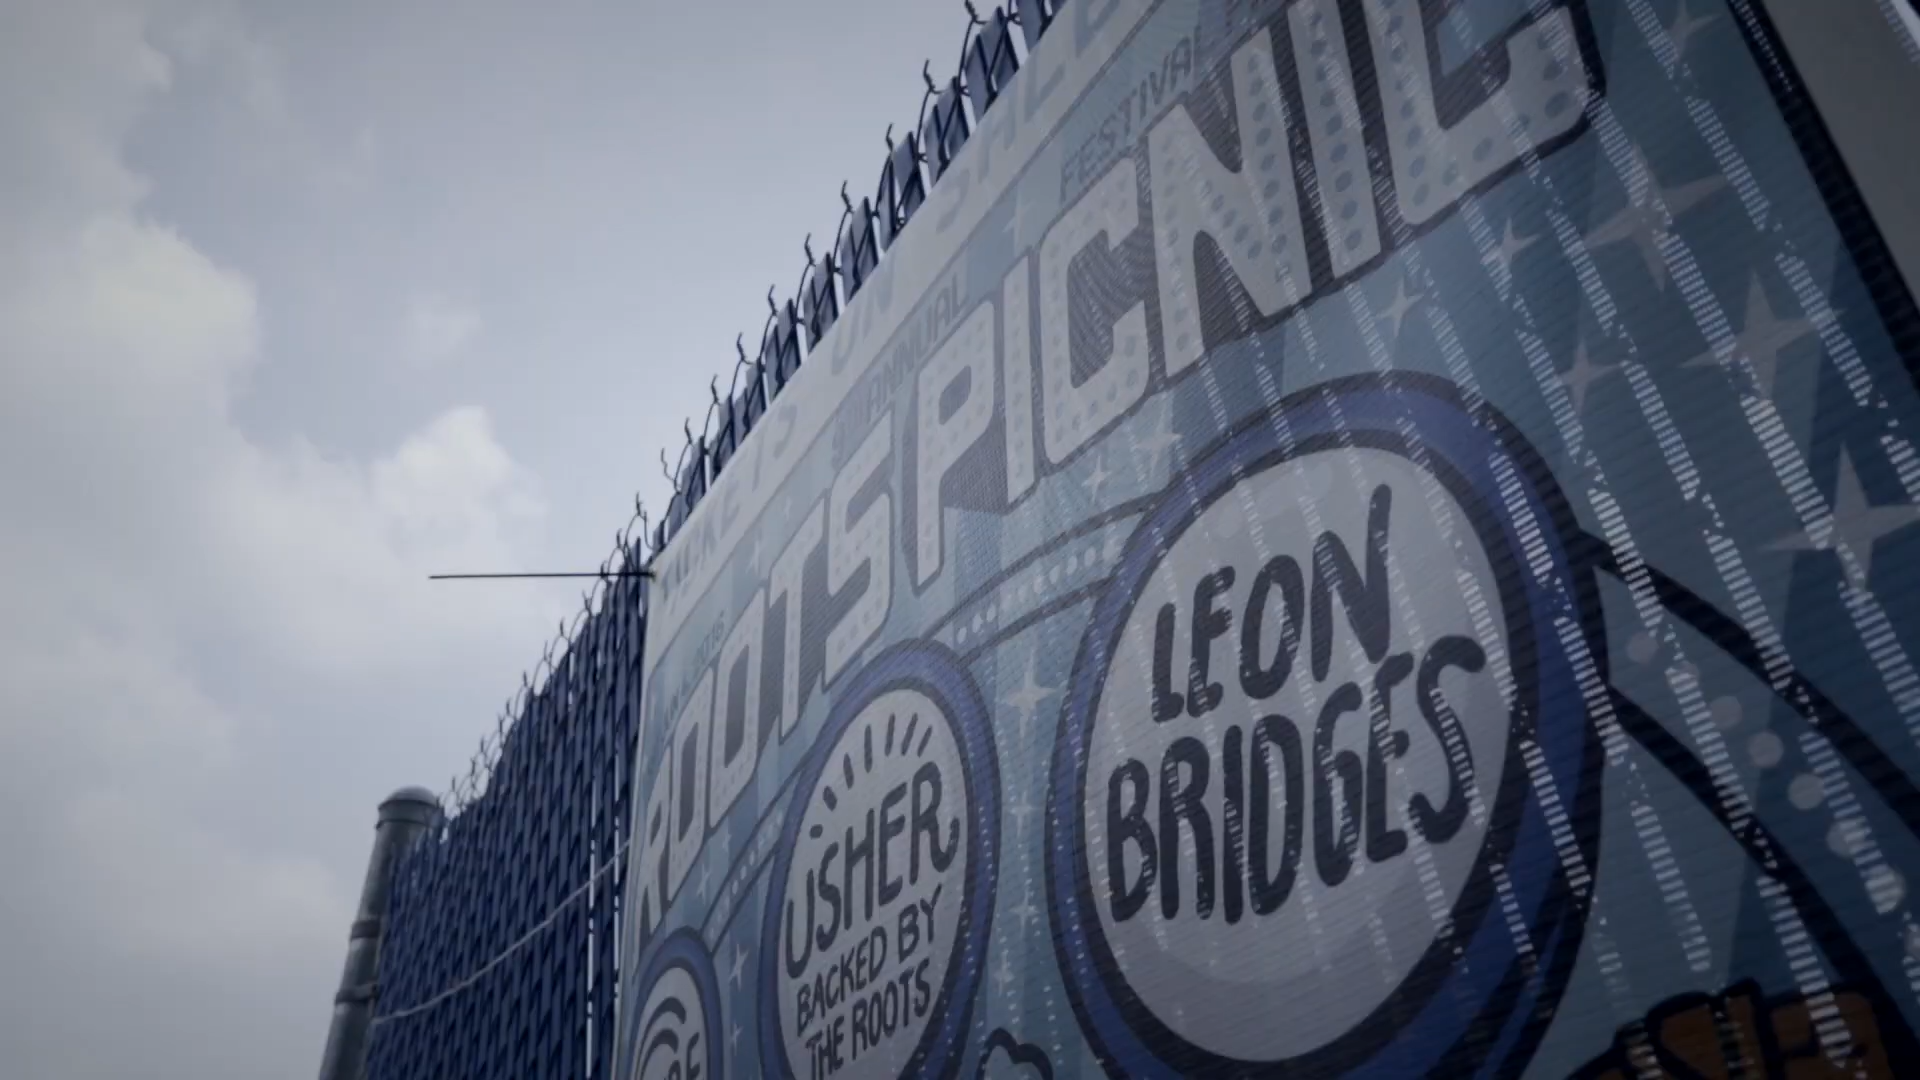 TICKETS ON SALE
ANNUAL FESTIVAL
ROOTS PICNIC
LEON
BRIDGES
USHER
BACKED BY
THE ROOTS